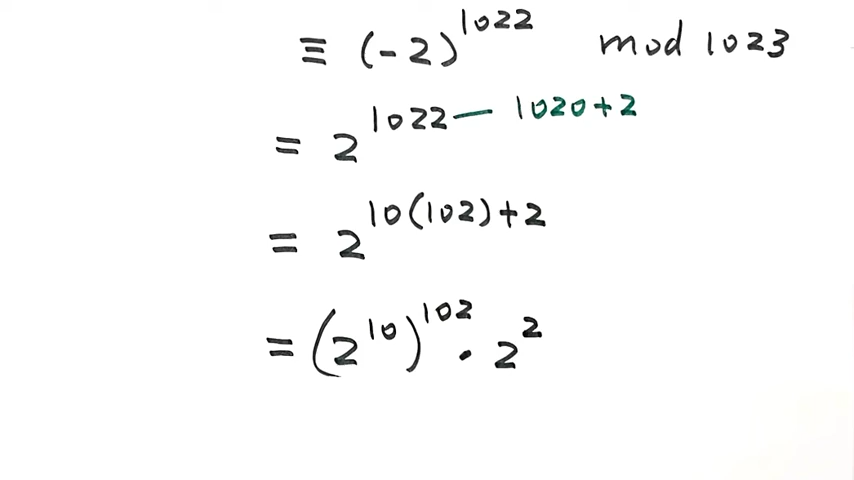 ≡ (-2)^1022 mod 1023
= 2^1022 — 1020+2
= 2^10(102)+2
= (2^10)^102 · 2^2